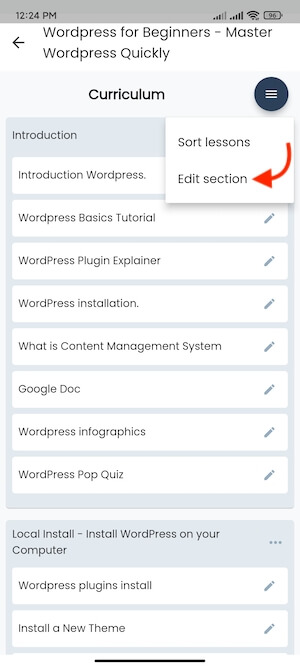 12:24 PM
96
Wordpress for Beginners - Master
Wordpress Quickly
Curriculum
Sort lessons
Edit section
Introduction
Introduction Wordpress.
Wordpress Basics Tutorial
WordPress Plugin Explainer
WordPress installation.
What is Content Management System
Google Doc
Wordpress infographics
WordPress Pop Quiz
Local Install - Install WordPress on your
Computer
Wordpress plugins install
Install a New Theme